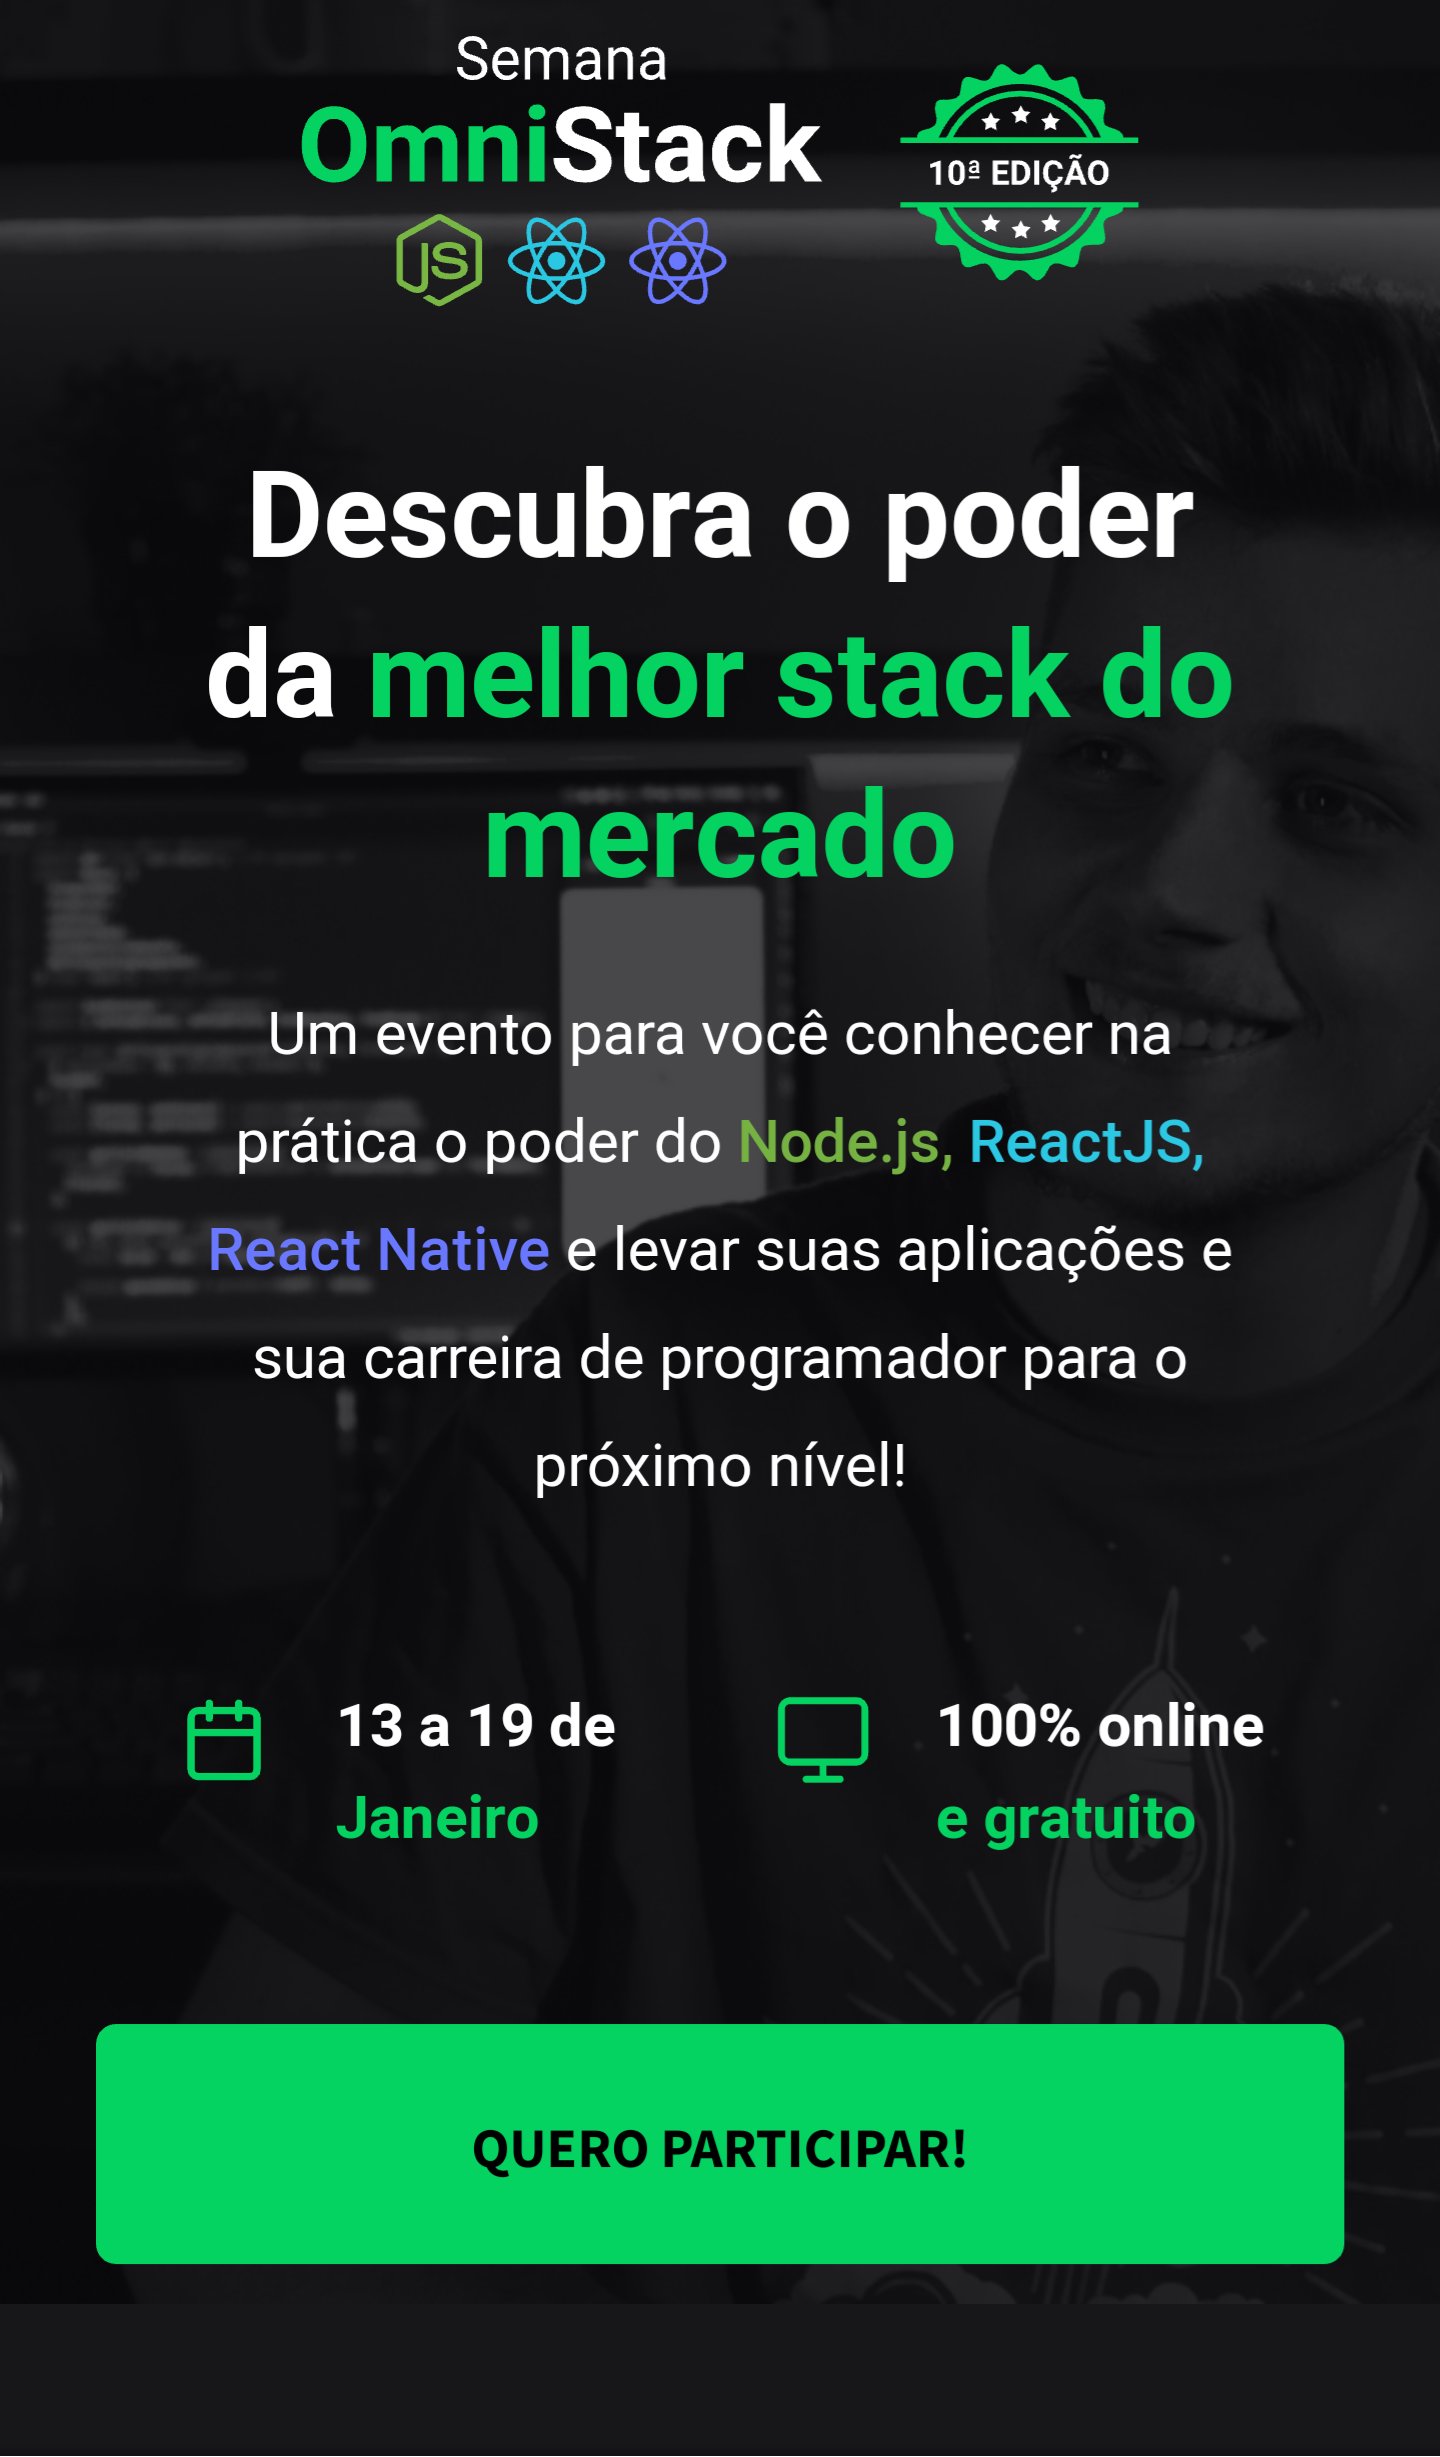 Semana
OmniStack
10ª EDIÇÃO
JS
Descubra o poder
da melhor stack do
mercado
Um evento para você conhecer na
prática o poder do Node.js, ReactJS,
React Native e levar suas aplicações e
sua carreira de programador para o
próximo nível!
13 a 19 de
Janeiro
100% online
e gratuito
QUERO PARTICIPAR!